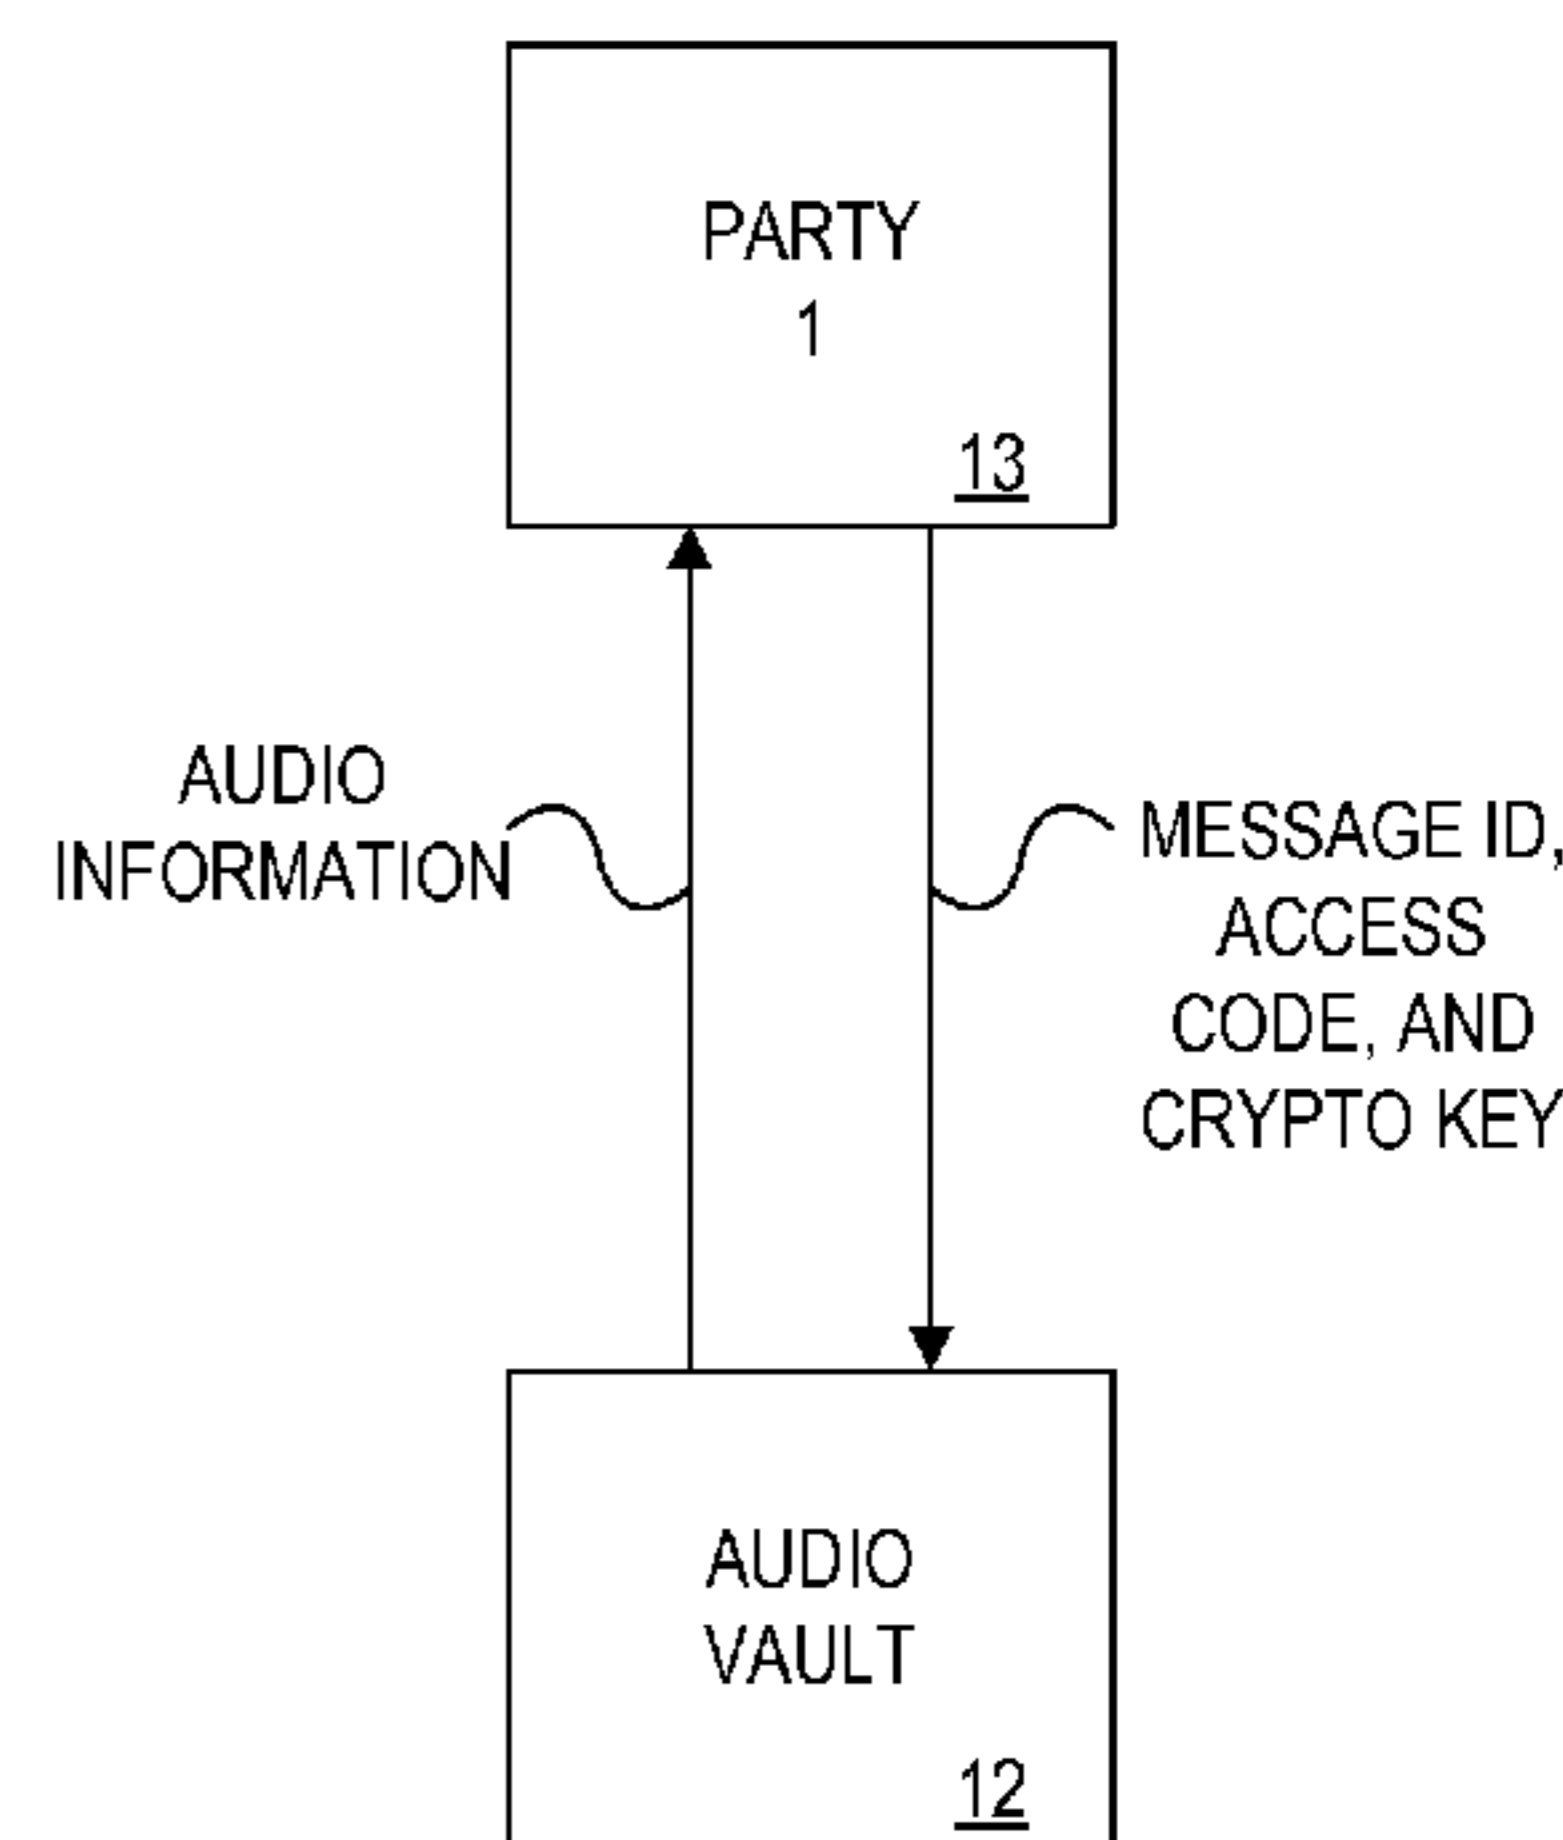 PARTY
1
13
AUDIO
INFORMATION
MESSAGE ID,
ACCESS
CODE, AND
CRYPTO KEY
AUDIO
VAULT
12